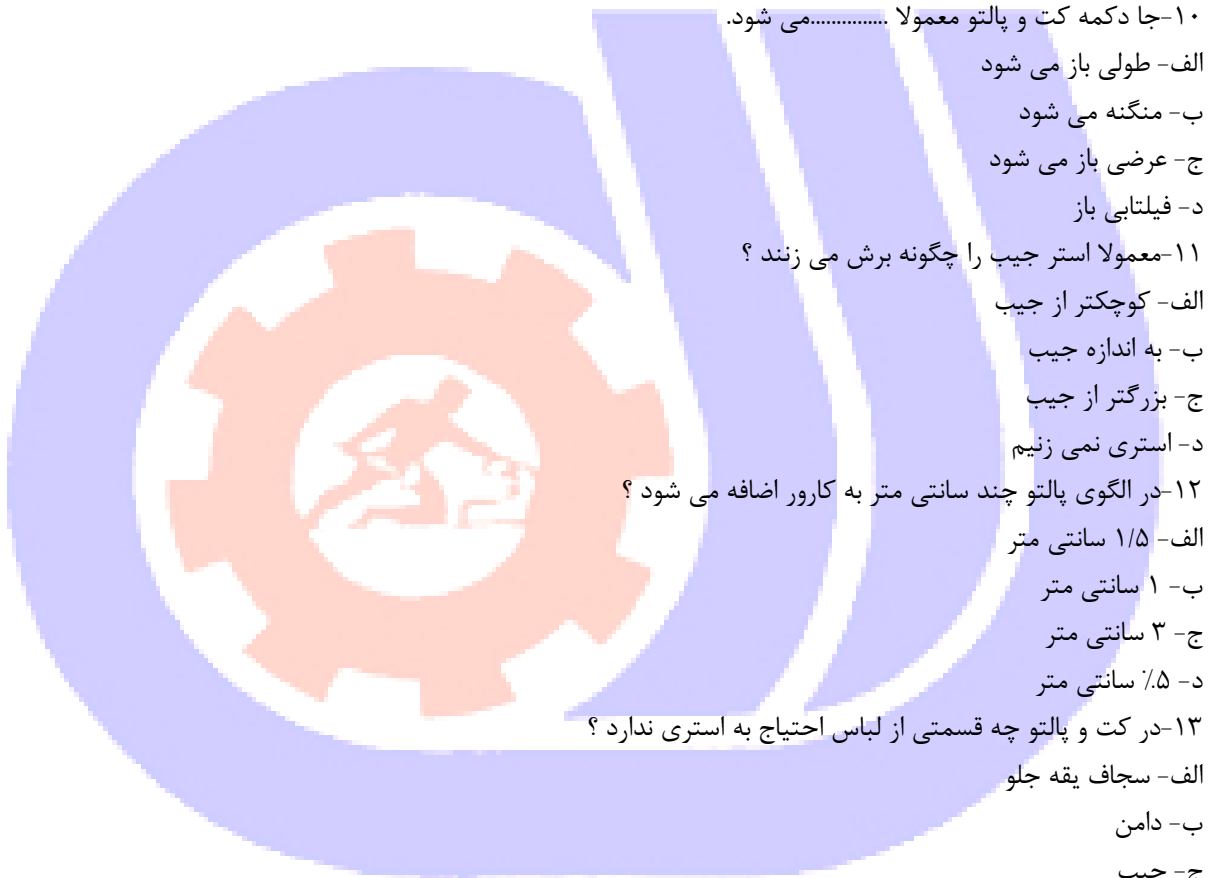 ۱۰-جا دکمه کت و پالتو معمولا ...............می شود.
الف- طولی باز می شود
ب- منگنه می شود
ج- عرضی باز می شود
د- فیلتابی باز
۱۱-معمولا استر جیب را چگونه برش می زنند ؟
الف- کوچکتر از جیب
ب- به اندازه جیب
ج- بزرگتر از جیب
د- استری نمی زنیم
۱۲-در الگوی پالتو چند سانتی متر به کارور اضافه می شود ؟
الف- ۱/۵ سانتی متر
ب- ۱ سانتی متر
ج- ۳ سانتی متر
د- ۵٪ سانتی متر
۱۳-در کت و پالتو چه قسمتی از لباس احتیاج به استری ندارد ؟
الف- سجاف یقه جلو
ب- دامن
ج- جیب